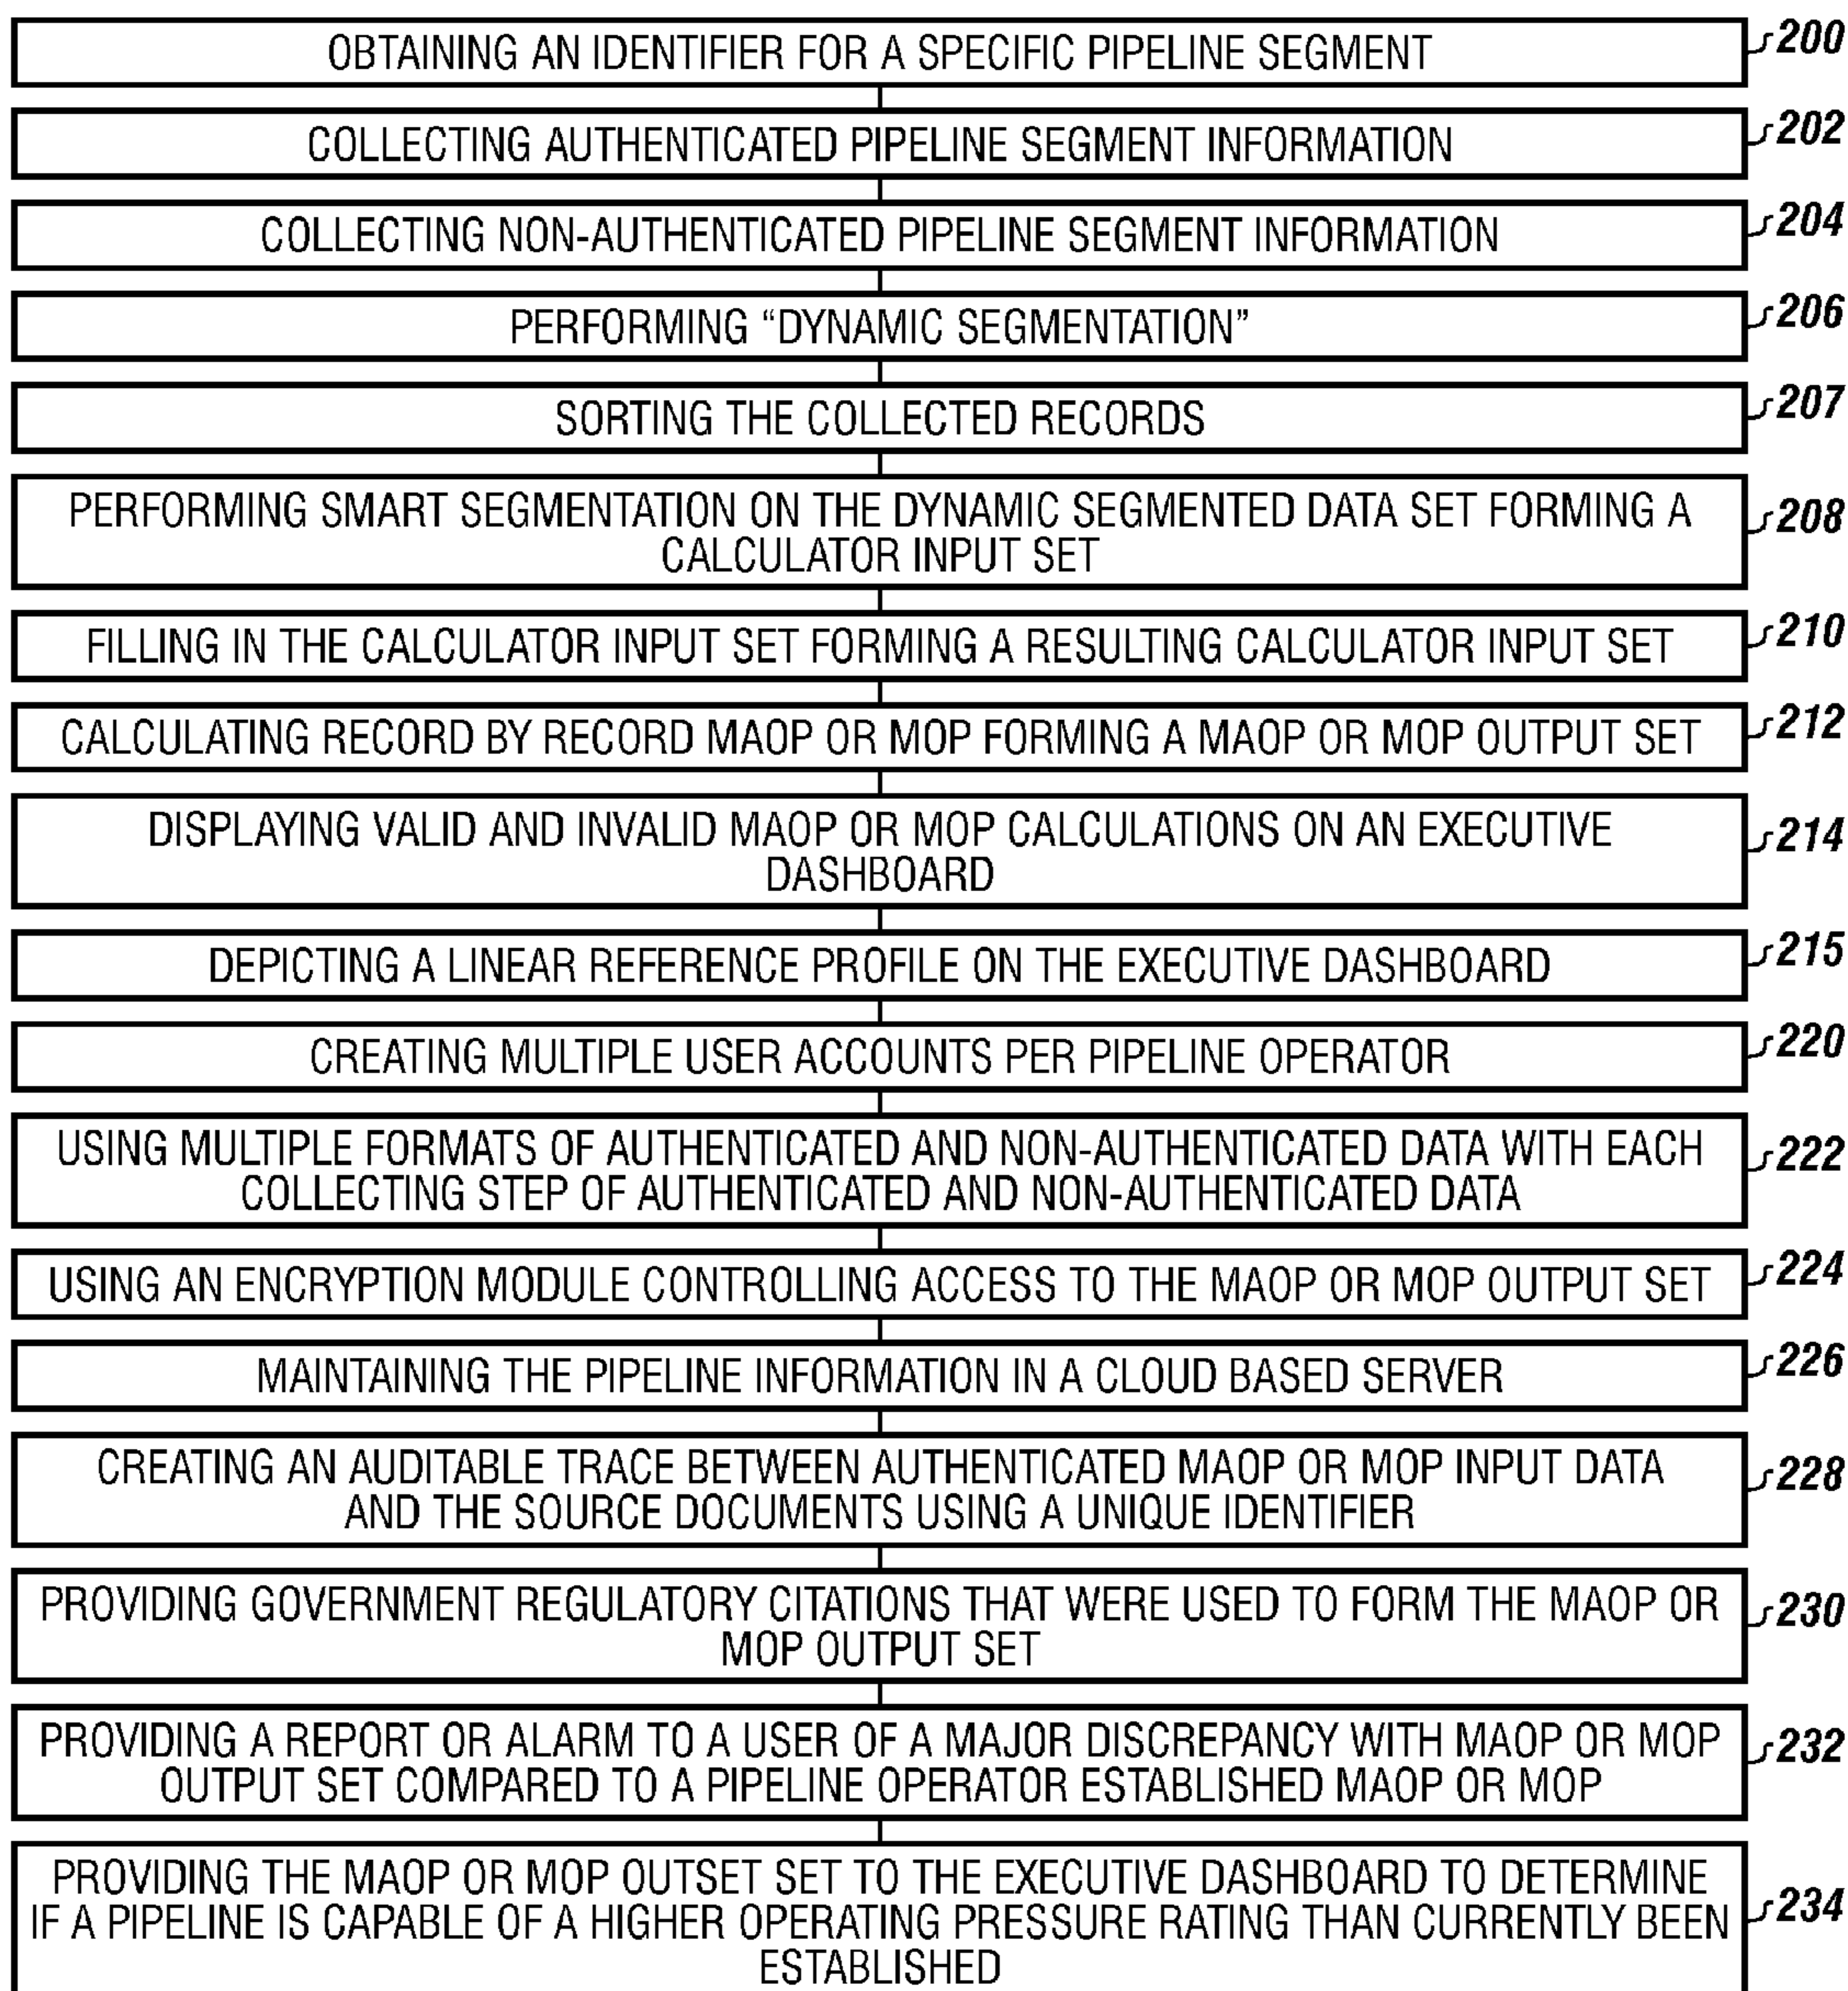 OBTAINING AN IDENTIFIER FOR A SPECIFIC PIPELINE SEGMENT 200
COLLECTING AUTHENTICATED PIPELINE SEGMENT INFORMATION 202
COLLECTING NON-AUTHENTICATED PIPELINE SEGMENT INFORMATION 204
PERFORMING “DYNAMIC SEGMENTATION” 206
SORTING THE COLLECTED RECORDS 207
PERFORMING SMART SEGMENTATION ON THE DYNAMIC SEGMENTED DATA SET FORMING A
CALCULATOR INPUT SET 208
FILLING IN THE CALCULATOR INPUT SET FORMING A RESULTING CALCULATOR INPUT SET 210
CALCULATING RECORD BY RECORD MAOP OR MOP FORMING A MAOP OR MOP OUTPUT SET 212
DISPLAYING VALID AND INVALID MAOP OR MOP CALCULATIONS ON AN EXECUTIVE
DASHBOARD 214
DEPICTING A LINEAR REFERENCE PROFILE ON THE EXECUTIVE DASHBOARD 215
CREATING MULTIPLE USER ACCOUNTS PER PIPELINE OPERATOR 220
USING MULTIPLE FORMATS OF AUTHENTICATED AND NON-AUTHENTICATED DATA WITH EACH
COLLECTING STEP OF AUTHENTICATED AND NON-AUTHENTICATED DATA 222
USING AN ENCRYPTION MODULE CONTROLLING ACCESS TO THE MAOP OR MOP OUTPUT SET 224
MAINTAINING THE PIPELINE INFORMATION IN A CLOUD BASED SERVER 226
CREATING AN AUDITABLE TRACE BETWEEN AUTHENTICATED MAOP OR MOP INPUT DATA
AND THE SOURCE DOCUMENTS USING A UNIQUE IDENTIFIER 228
PROVIDING GOVERNMENT REGULATORY CITATIONS THAT WERE USED TO FORM THE MAOP OR
MOP OUTPUT SET 230
PROVIDING A REPORT OR ALARM TO A USER OF A MAJOR DISCREPANCY WITH MAOP OR MOP
OUTPUT SET COMPARED TO A PIPELINE OPERATOR ESTABLISHED MAOP OR MOP 232
PROVIDING THE MAOP OR MOP OUTSET SET TO THE EXECUTIVE DASHBOARD TO DETERMINE
IF A PIPELINE IS CAPABLE OF A HIGHER OPERATING PRESSURE RATING THAN CURRENTLY BEEN
ESTABLISHED 234